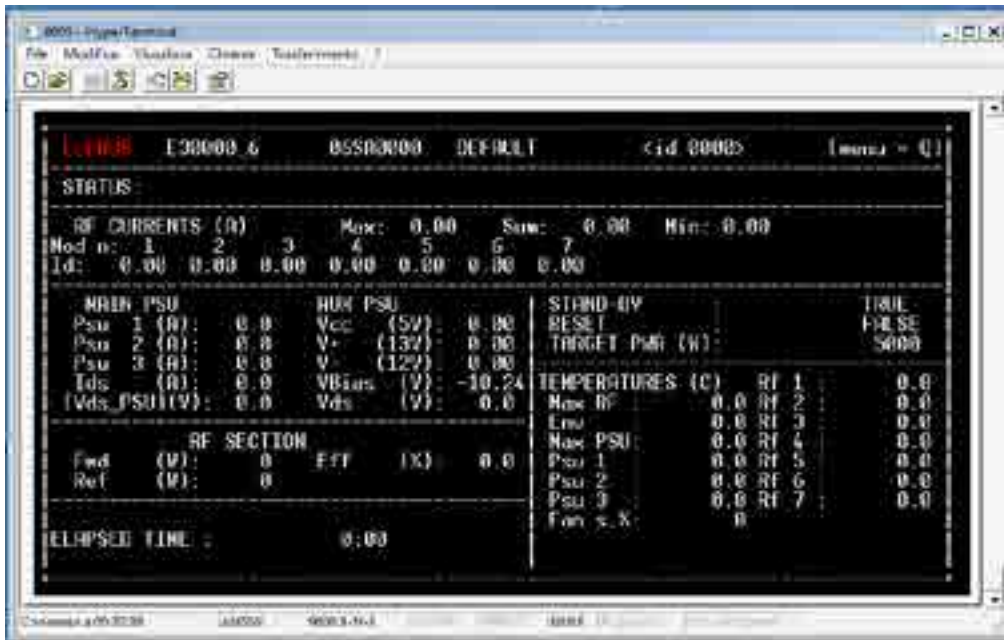 HyperTerminal
File Modifica Visualizza Chiama Trasferimento ?
DEFAULT <id 0000> [menu = Q]
STATUS:
RF CURRENTS (A) Max: 0.00 Sum: 0.00 Min: 0.00
Mod n: 1 2 3 4 5 6 7
Id: 0.00 0.00 0.00 0.00 0.00 0.00 0.00
MAIN PSU AUX PSU
Psu 1 (A): 0.0 Vcc (5V): 0.00
Psu 2 (A): 0.0 V+ (13V): 0.00
Psu 3 (A): 0.0 V- (12V): 0.00
Ids (A): 0.0 VBias (V): -10.24
(Vds_PSU)(V): 0.0 Vds (V): 0.0
RF SECTION
Fwd (W): 0 Eff (%) 0.0
Ref (W): 0
ELAPSED TIME : 0:00
STAND-BY : TRUE
RESET : FALSE
TARGET PWR (W): 5000
TEMPERATURES (C) Rf 1 : 0.0
Max RF : 0.0 Rf 2 : 0.0
Env : 0.0 Rf 3 : 0.0
Max PSU: 0.0 Rf 4 : 0.0
Psu 1 : 0.0 Rf 5 : 0.0
Psu 2 : 0.0 Rf 6 : 0.0
Psu 3 : 0.0 Rf 7 : 0.0
Fan s.%: 0